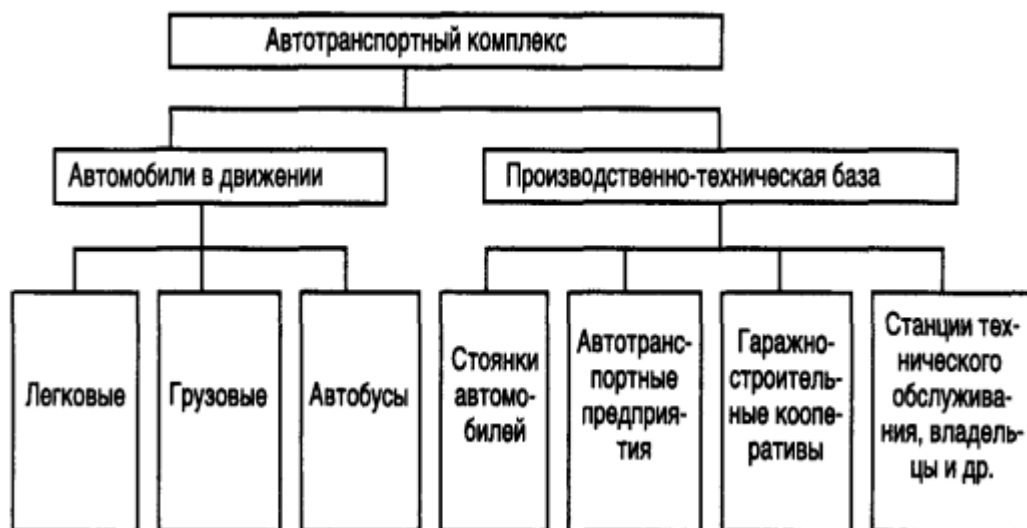 Автотранспортный комплекс
Автомобили в движении
Производственно-техническая база
Легковые
Грузовые
Автобусы
Стоянки
автомо-
билей
Автотранс-
портные
предприя-
тия
Гаражно-
строитель-
ные коопе-
ративы
Станции тех-
нического
обслужива-
ния, владель-
цы и др.